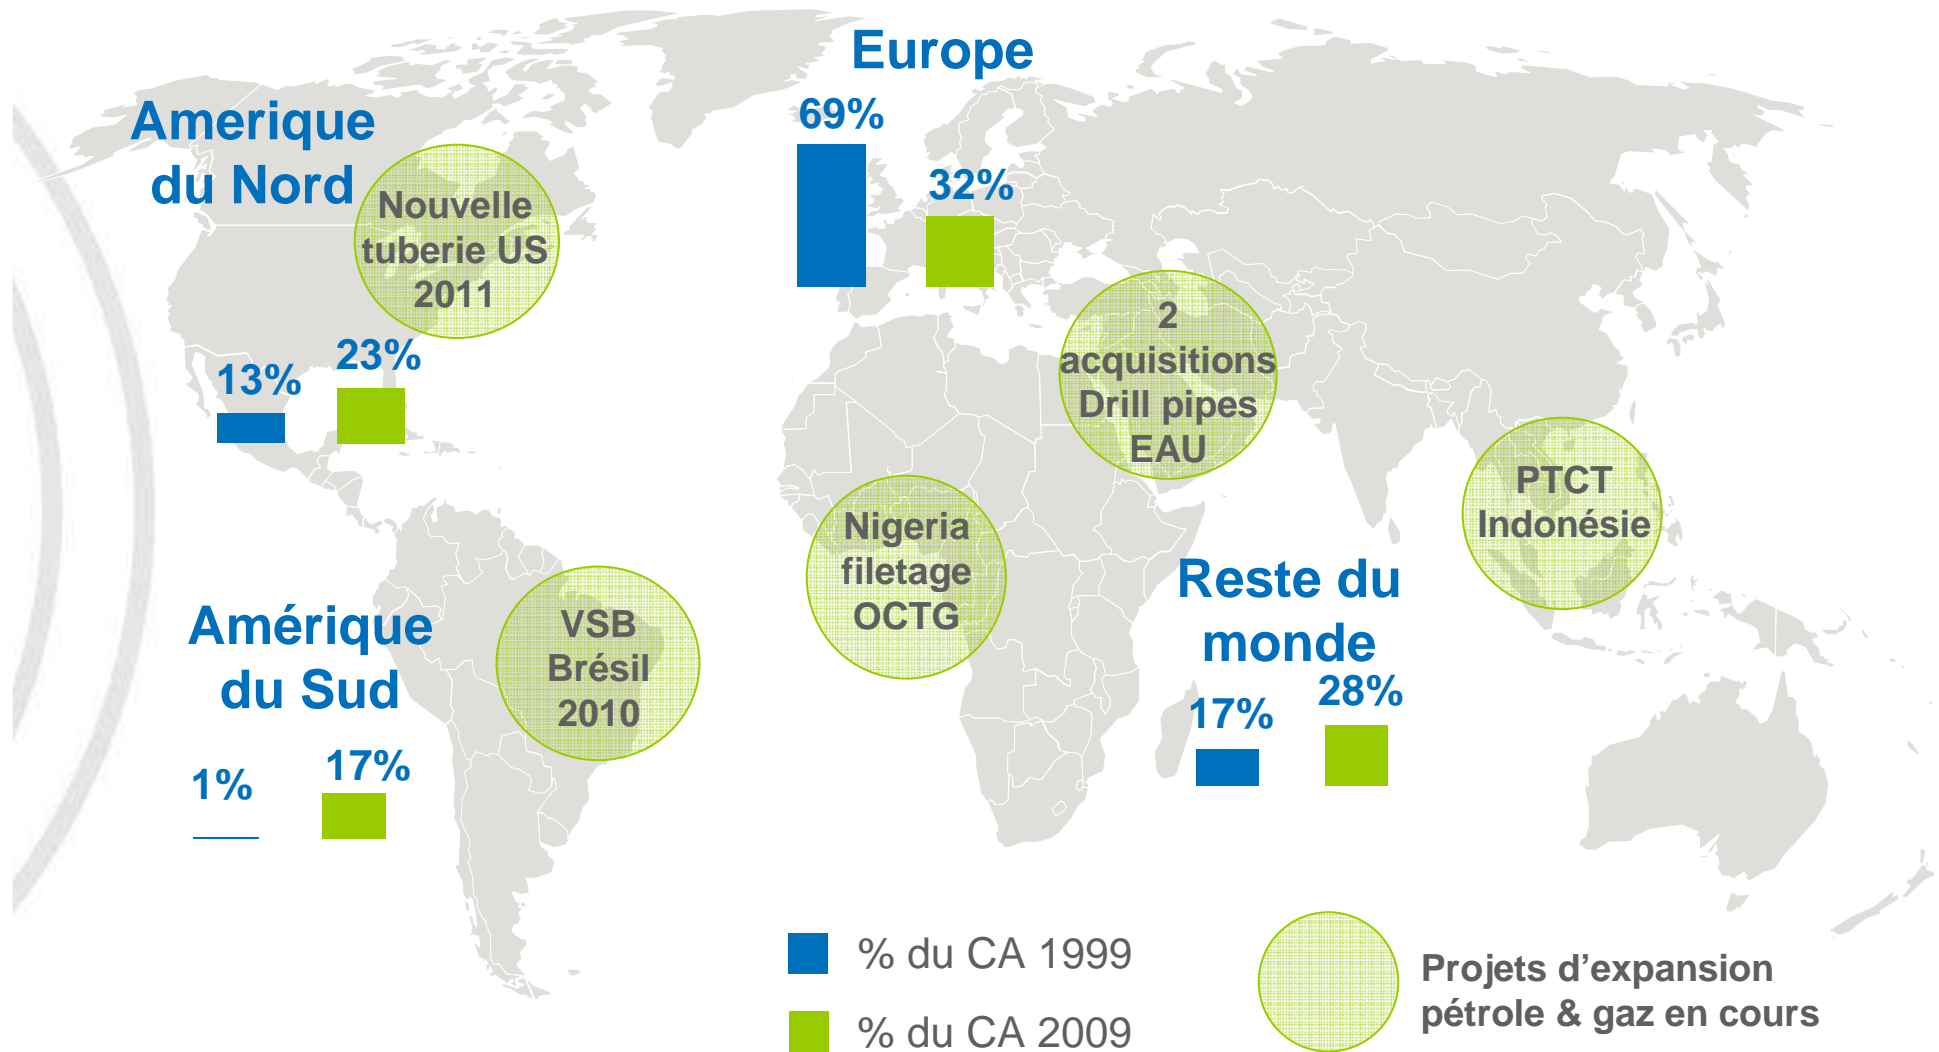 Europe
69%
32%
Amerique
du Nord
Nouvelle
tuberie US
2011
13%
23%
2
acquisitions
Drill pipes
EAU
PTCT
Indonésie
Nigeria
filetage
OCTG
Reste du
monde
17%
28%
Amérique
du Sud
1%
17%
VSB
Brésil
2010
% du CA 1999
% du CA 2009
Projets d’expansion
pétrole & gaz en cours